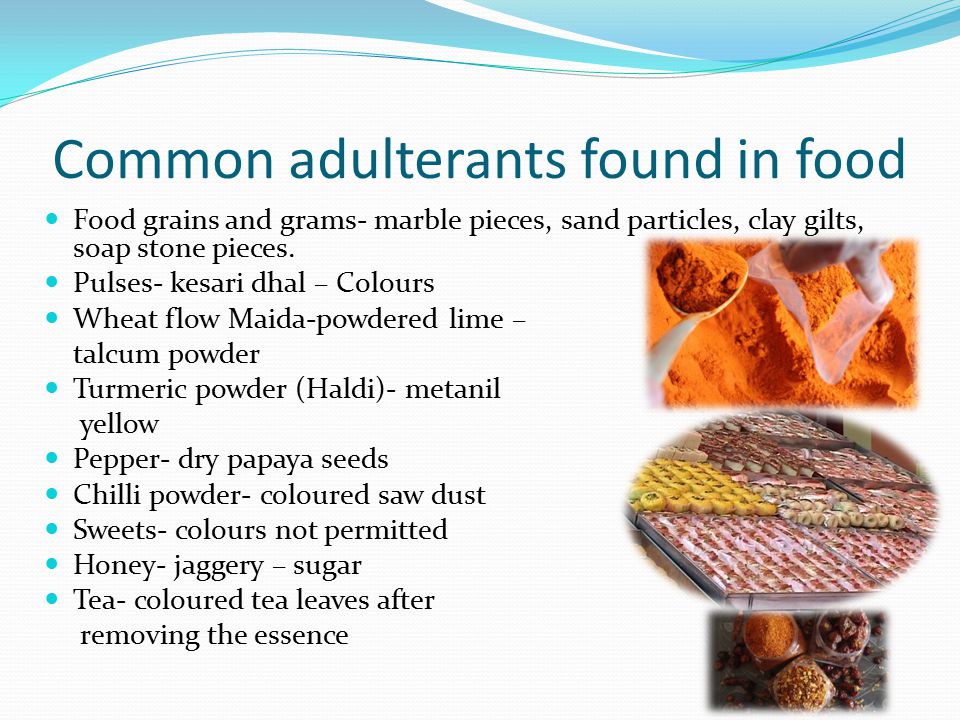 Common adulterants found in food
Food grains and grams- marble pieces, sand particles, clay gilts,
soap stone pieces.
Pulses- kesari dhal – Colours
Wheat flow Maida-powdered lime –
talcum powder
Turmeric powder (Haldi)- metanil
yellow
Pepper- dry papaya seeds
Chilli powder- coloured saw dust
Sweets- colours not permitted
Honey- jaggery – sugar
Tea- coloured tea leaves after
removing the essence